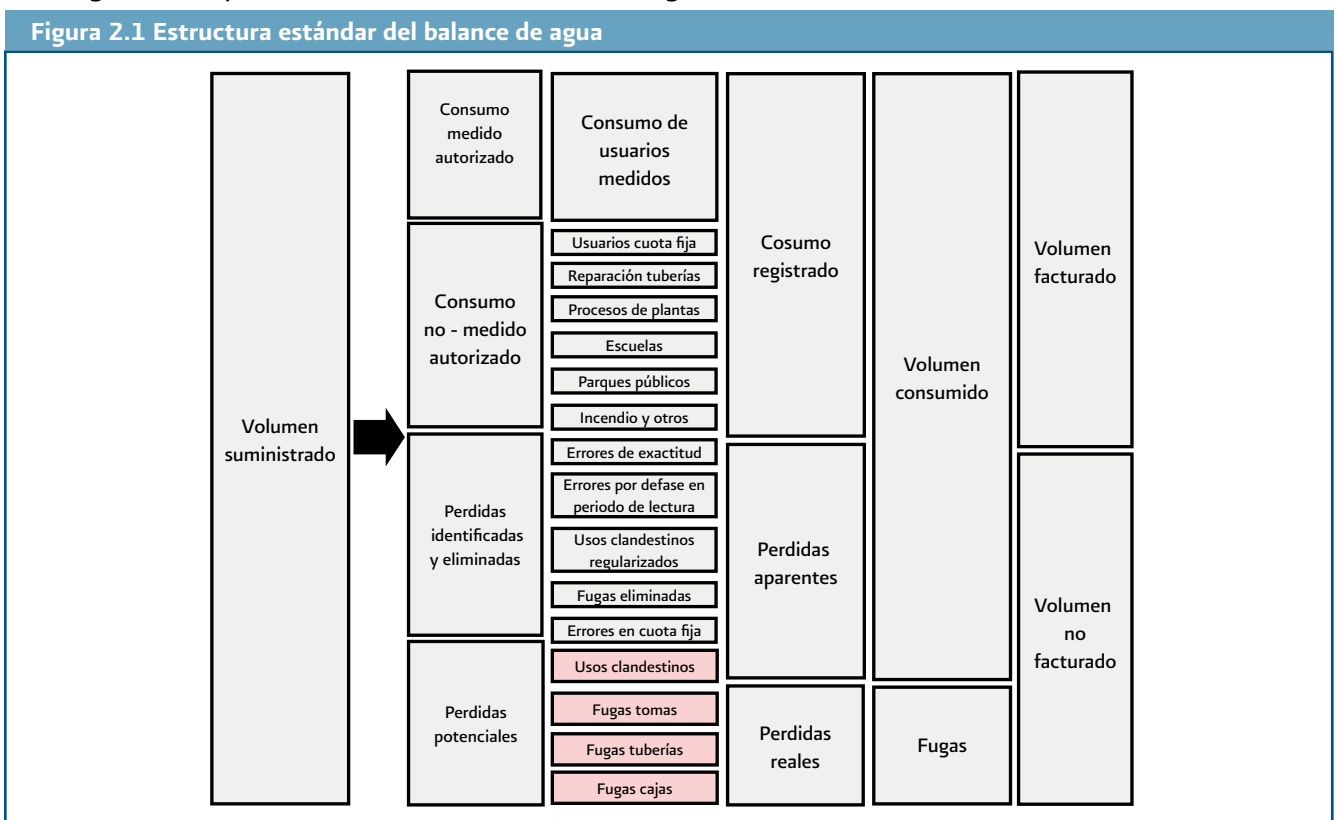 Figura 2.1 Estructura estándar del balance de agua
Volumen
suministrado
Consumo
medido
autorizado
Consumo
no - medido
autorizado
Perdidas
identificadas
y eliminadas
Perdidas
potenciales
Consumo de
usuarios
medidos
Usuarios cuota fija
Reparación tuberías
Procesos de plantas
Escuelas
Parques públicos
Incendio y otros
Errores de exactitud
Errores por defase en
periodo de lectura
Usos clandestinos
regularizados
Fugas eliminadas
Errores en cuota fija
Usos clandestinos
Fugas tomas
Fugas tuberías
Fugas cajas
Cosumo
registrado
Perdidas
aparentes
Perdidas
reales
Volumen
consumido
Fugas
Volumen
facturado
Volumen
no
facturado